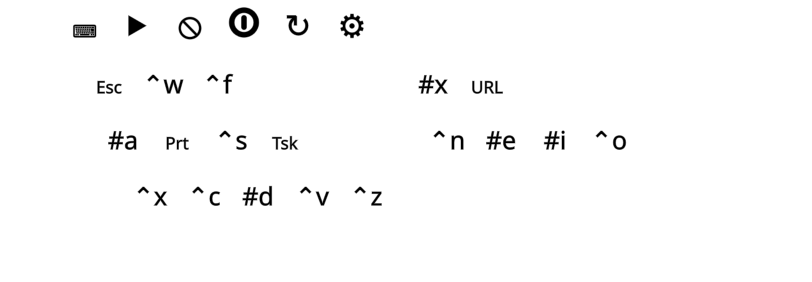 ⌨ ▶ 🛇 ⏼ ↻ ⚙
Esc ^w ^f #x URL
#a Prt ^s Tsk ^n #e #i ^o
^x ^c #d ^v ^z